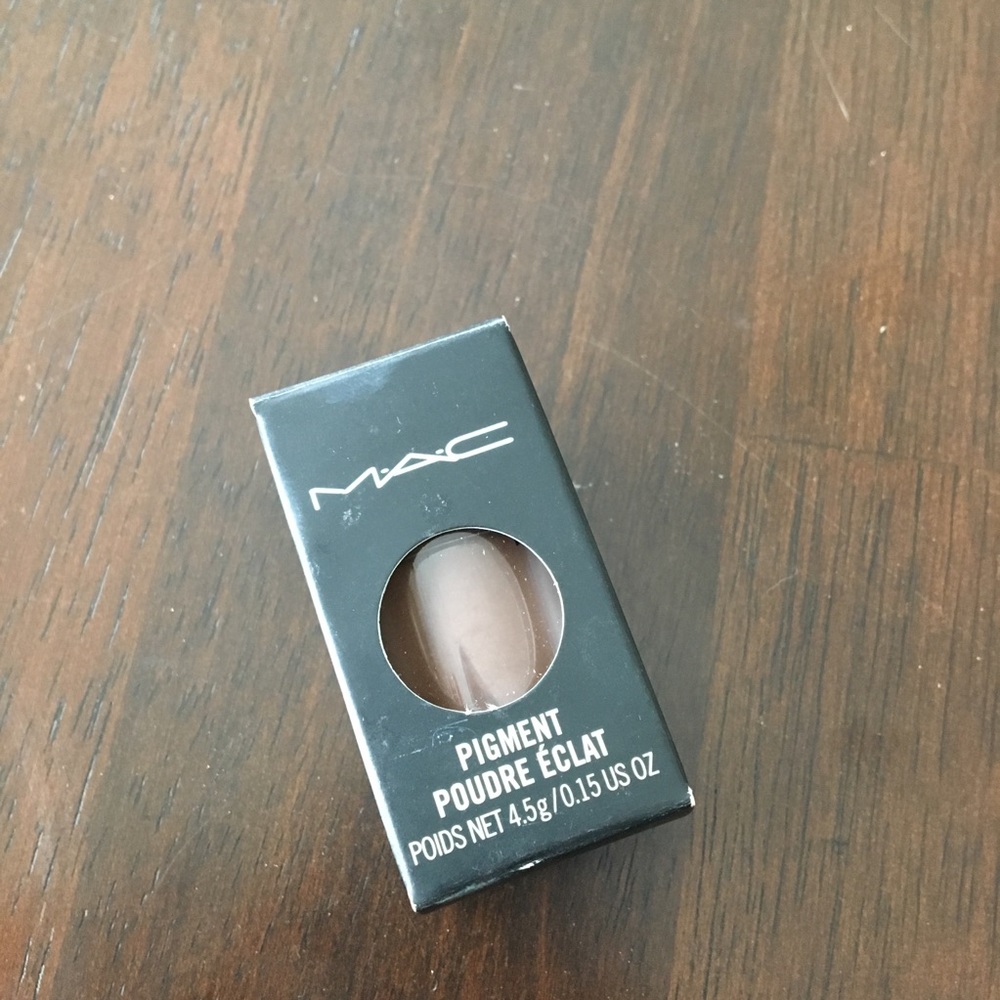 M·A·C
PIGMENT
POUDRE ÉCLAT
POIDS NET 4.5g/0.15 US OZ